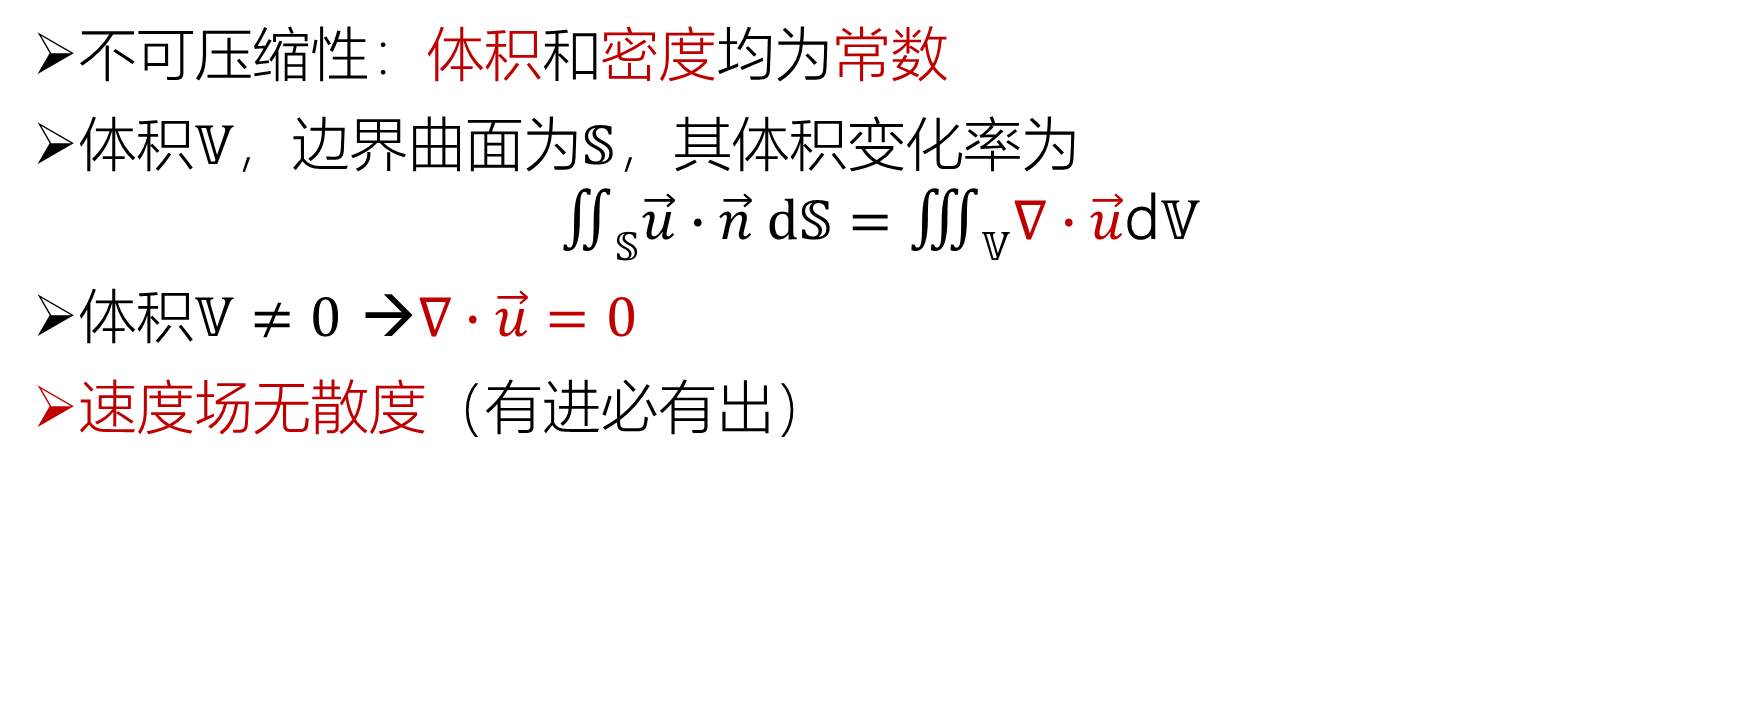 ➢不可压缩性：体积和密度均为常数
➢体积𝕍，边界曲面为𝕊，其体积变化率为
∬_𝕊 u⃗ · n⃗ d𝕊 = ∭_𝕍 ∇ · u⃗ d𝕍
➢体积𝕍 ≠ 0 →∇ · u⃗ = 0
➢速度场无散度（有进必有出）